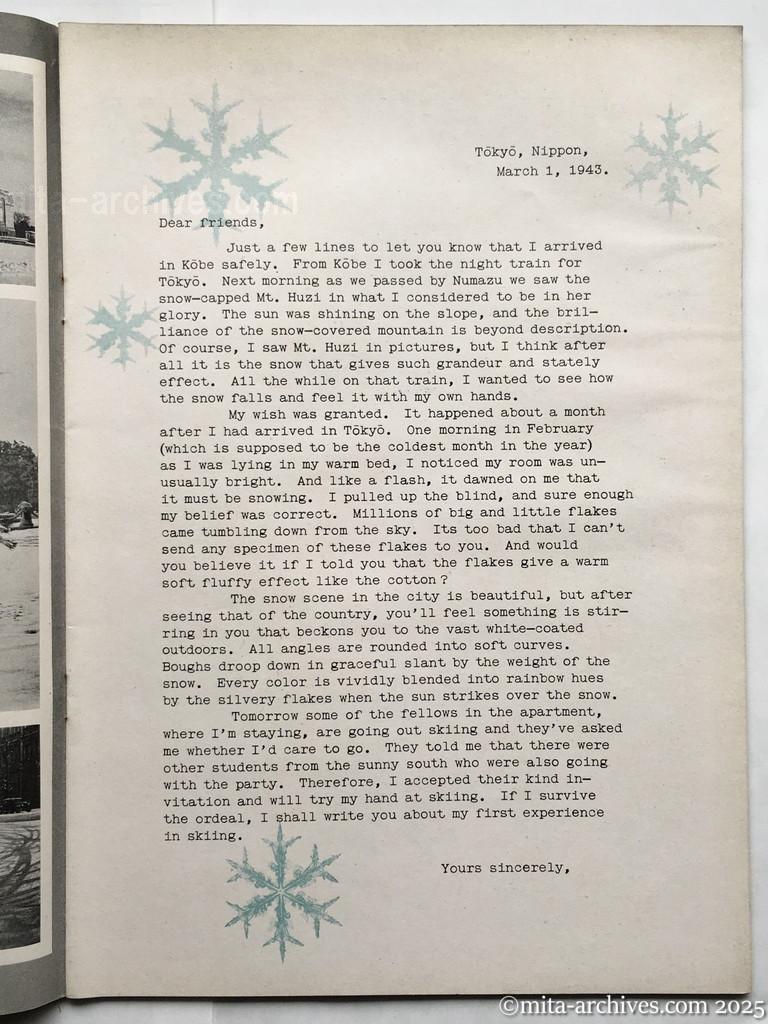 Tōkyō, Nippon,
March 1, 1943.
mita-archives.com
Dear friends,
Just a few lines to let you know that I arrived
in Kōbe safely. From Kōbe I took the night train for
Tōkyō. Next morning as we passed by Numazu we saw the
snow-capped Mt. Huzi in what I considered to be in her
glory. The sun was shining on the slope, and the bril-
liance of the snow-covered mountain is beyond description.
Of course, I saw Mt. Huzi in pictures, but I think after
all it is the snow that gives such grandeur and stately
effect. All the while on that train, I wanted to see how
the snow falls and feel it with my own hands.
My wish was granted. It happened about a month
after I had arrived in Tōkyō. One morning in February
(which is supposed to be the coldest month in the year)
as I was lying in my warm bed, I noticed my room was un-
usually bright. And like a flash, it dawned on me that
it must be snowing. I pulled up the blind, and sure enough
my belief was correct. Millions of big and little flakes
came tumbling down from the sky. Its too bad that I can't
send any specimen of these flakes to you. And would
you believe it if I told you that the flakes give a warm
soft fluffy effect like the cotton?
The snow scene in the city is beautiful, but after
seeing that of the country, you'll feel something is stir-
ring in you that beckons you to the vast white-coated
outdoors. All angles are rounded into soft curves.
Boughs droop down in graceful slant by the weight of the
snow. Every color is vividly blended into rainbow hues
by the silvery flakes when the sun strikes over the snow.
Tomorrow some of the fellows in the apartment,
where I'm staying, are going out skiing and they've asked
me whether I'd care to go. They told me that there were
other students from the sunny south who were also going
with the party. Therefore, I accepted their kind in-
vitation and will try my hand at skiing. If I survive
the ordeal, I shall write you about my first experience
in skiing.
Yours sincerely,
©mita-archives.com 2025